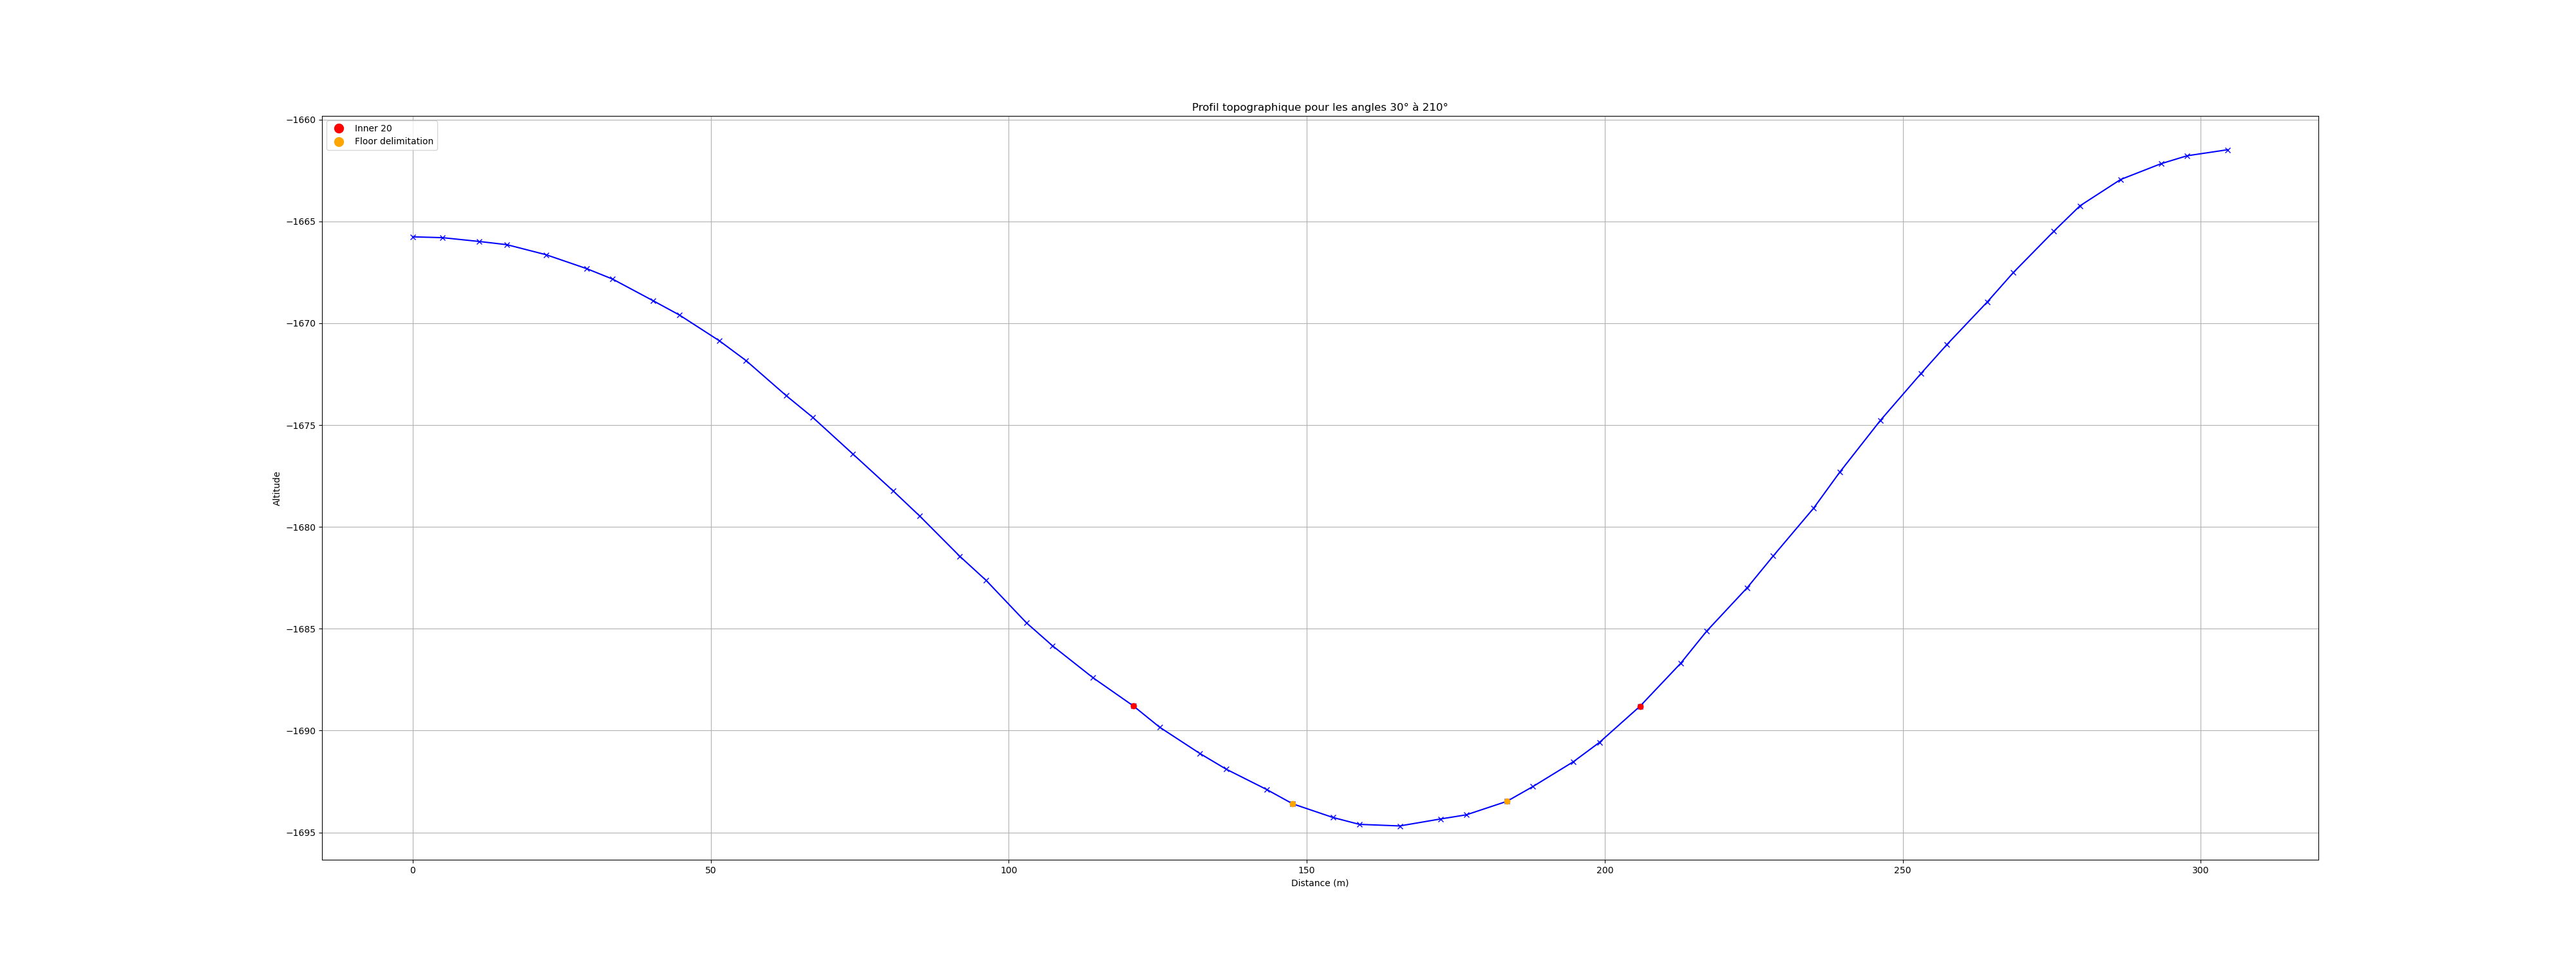 Profil topographique pour les angles 30° à 210°
Inner 20
Floor delimitation
−1660
−1665
−1670
−1675
−1680
−1685
−1690
−1695
Altitude
0 50 100 150 200 250 300
Distance (m)